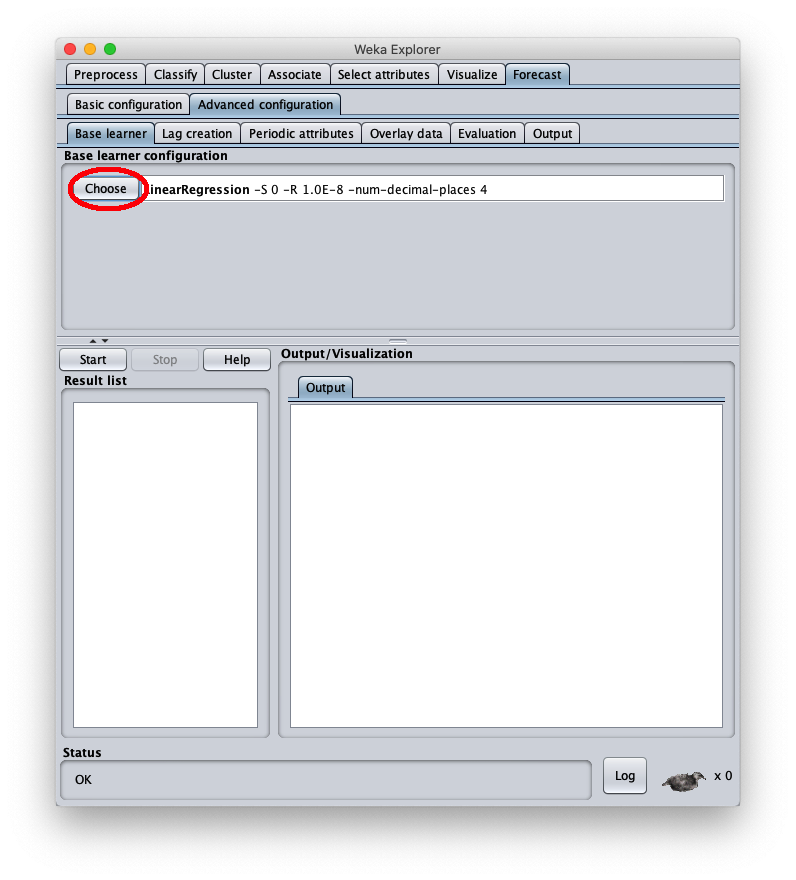 Weka Explorer
Preprocess Classify Cluster Associate Select attributes Visualize Forecast
Basic configuration Advanced configuration
Base learner Lag creation Periodic attributes Overlay data Evaluation Output
Base learner configuration
Choose LinearRegression -S 0 -R 1.0E-8 -num-decimal-places 4
Start Stop Help
Output/Visualization
Result list
Output
Status
OK
Log
x 0